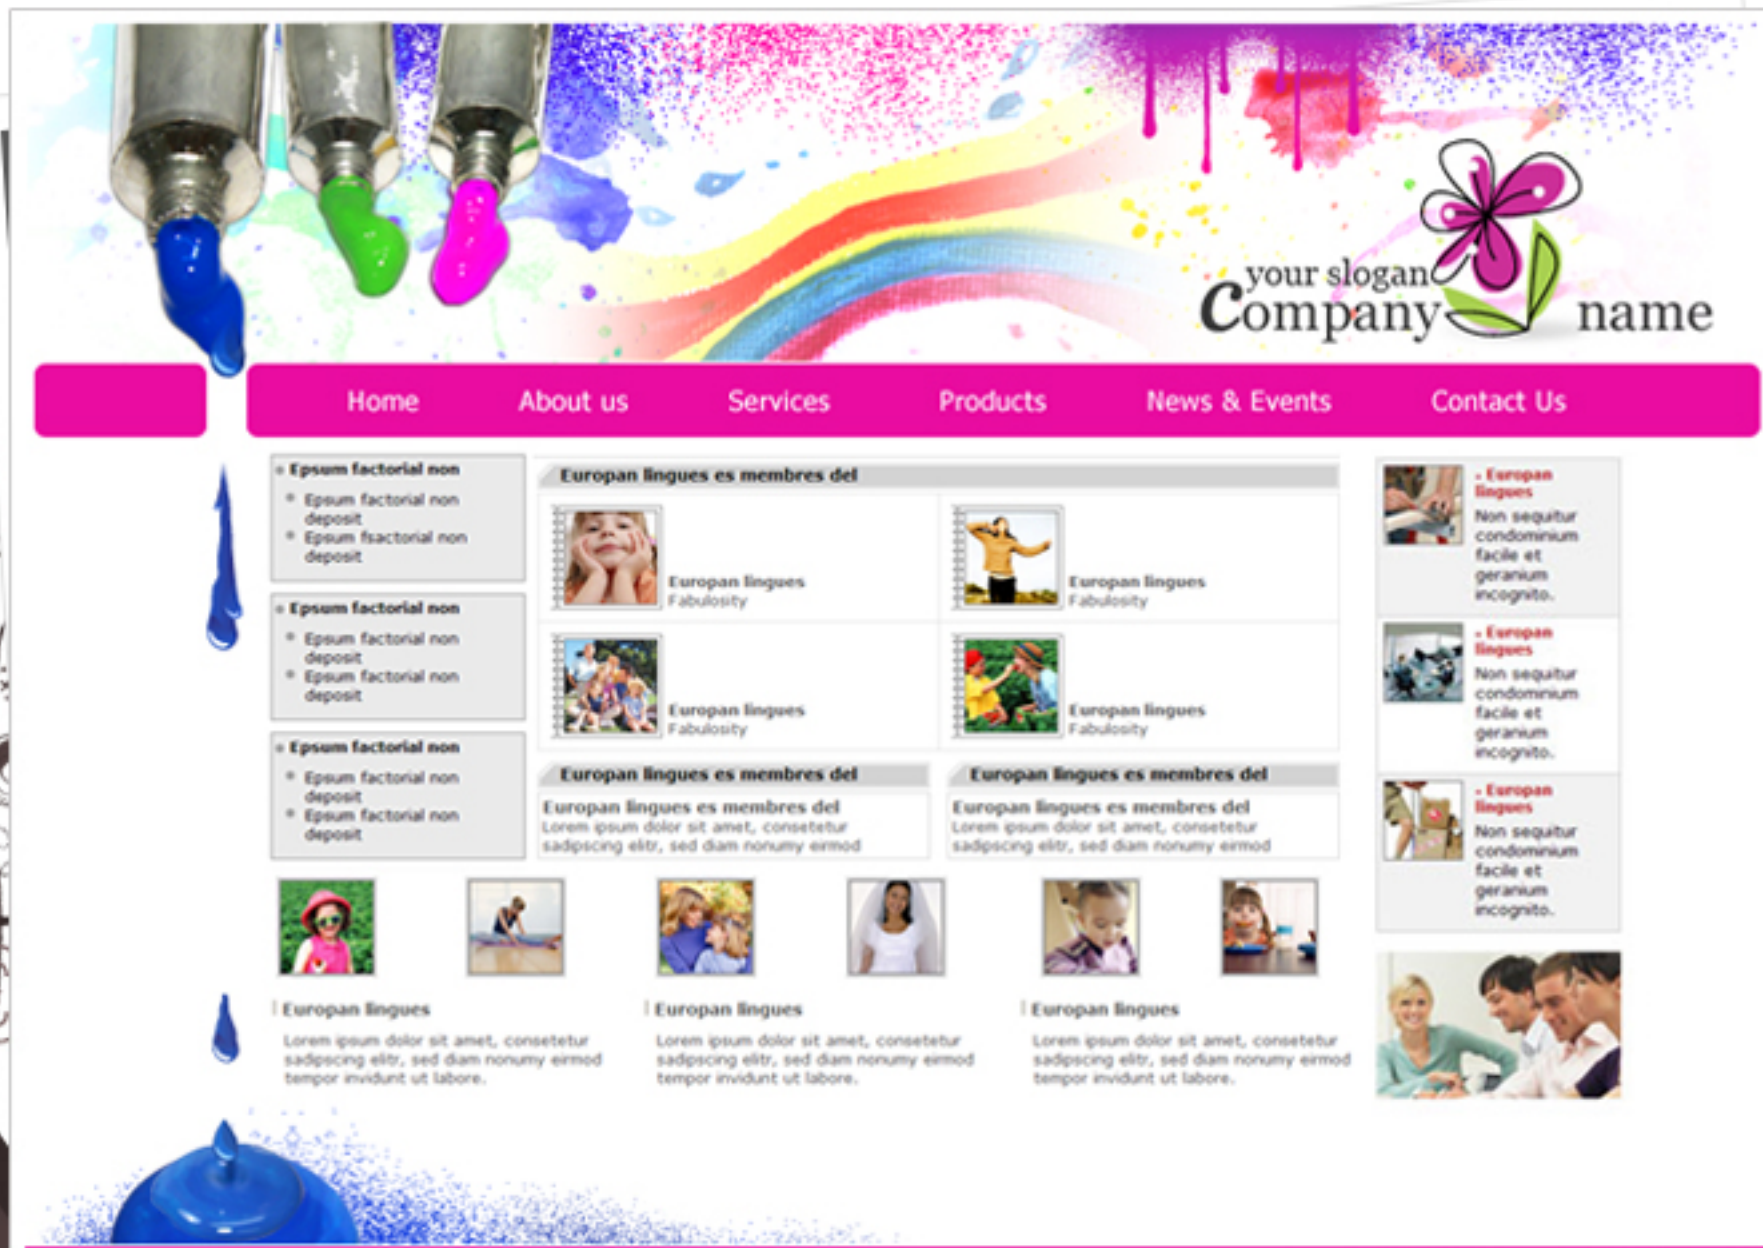 your slogan
Company name
Home About us Services Products News & Events Contact Us
Epsum factorial non
Epsum factorial non
deposit
Epsum fsactorial non
deposit
Epsum factorial non
Epsum factorial non
deposit
Epsum factorial non
deposit
Epsum factorial non
Epsum factorial non
deposit
Epsum factorial non
deposit
Europan lingues es membres del
Europan lingues
Fabulosity
Europan lingues
Fabulosity
Europan lingues
Fabulosity
Europan lingues
Fabulosity
Europan lingues es membres del
Europan lingues es membres del
Lorem ipsum dolor sit amet, consetetur
sadipscing elitr, sed diam nonumy eirmod
Europan lingues es membres del
Europan lingues es membres del
Lorem ipsum dolor sit amet, consetetur
sadipscing elitr, sed diam nonumy eirmod
Europan
lingues
Non sequitur
condominium
facile et
geranium
incognito.
Europan
lingues
Non sequitur
condominium
facile et
geranium
incognito.
Europan
lingues
Non sequitur
condominium
facile et
geranium
incognito.
Europan lingues
Lorem ipsum dolor sit amet, consetetur
sadipscing elitr, sed diam nonumy eirmod
tempor invidunt ut labore.
Europan lingues
Lorem ipsum dolor sit amet, consetetur
sadipscing elitr, sed diam nonumy eirmod
tempor invidunt ut labore.
Europan lingues
Lorem ipsum dolor sit amet, consetetur
sadipscing elitr, sed diam nonumy eirmod
tempor invidunt ut labore.